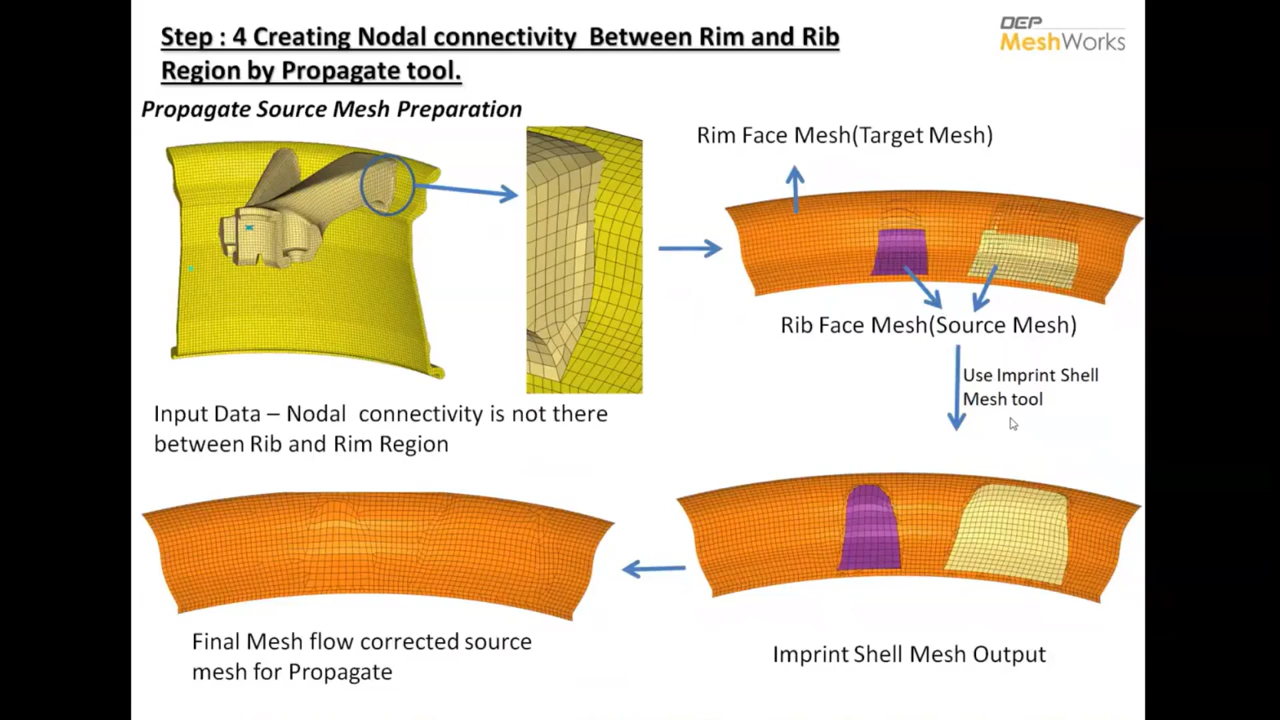 Step : 4 Creating Nodal connectivity Between Rim and Rib
Region by Propagate tool.
DEP
MeshWorks
Propagate Source Mesh Preparation
Rim Face Mesh(Target Mesh)
Rib Face Mesh(Source Mesh)
Use Imprint Shell
Mesh tool
Input Data – Nodal connectivity is not there
between Rib and Rim Region
Final Mesh flow corrected source
mesh for Propagate
Imprint Shell Mesh Output